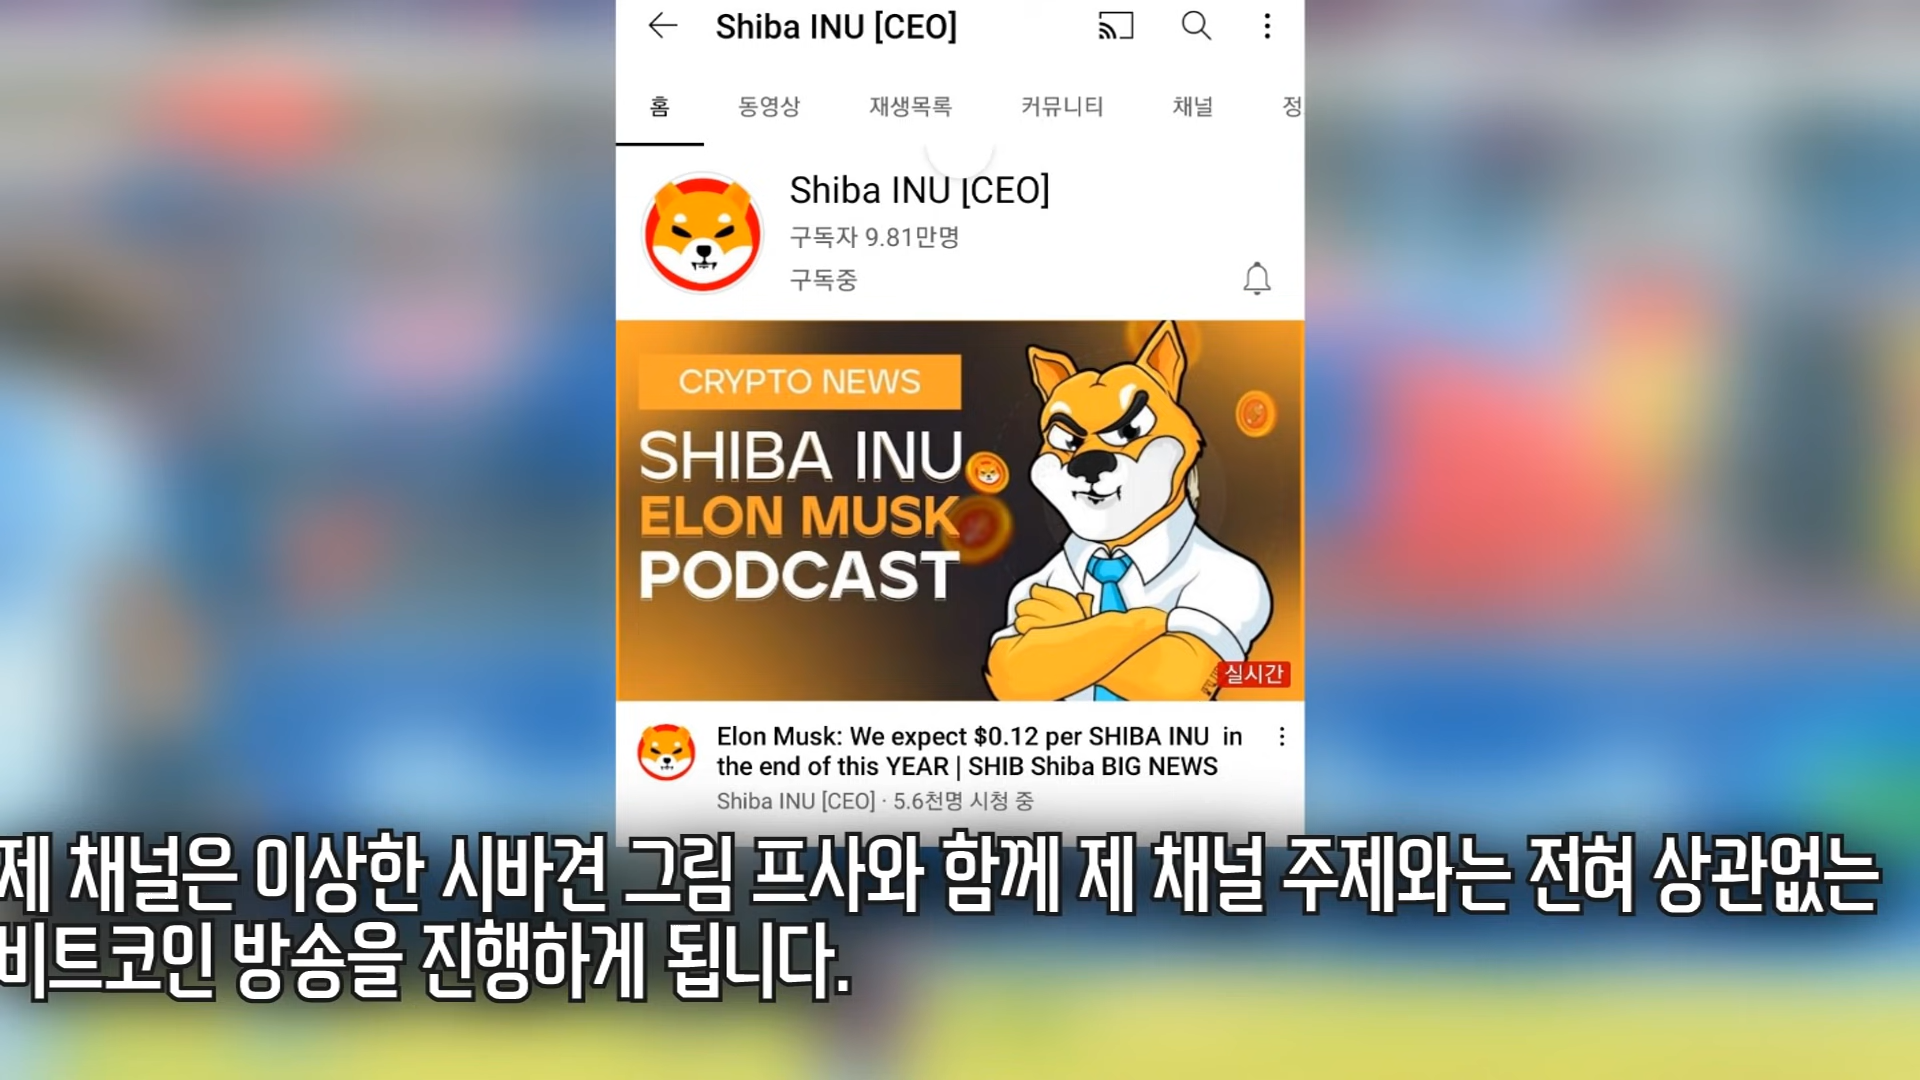 Shiba INU [CEO]
홈 동영상 재생목록 커뮤니티 채널 정
Shiba INU [CEO]
구독자 9.81만명
구독중
CRYPTO NEWS
SHIBA INU
ELON MUSK
PODCAST
실시간
Elon Musk: We expect $0.12 per SHIBA INU in
the end of this YEAR | SHIB Shiba BIG NEWS
Shiba INU [CEO] · 5.6천명 시청 중
제 채널은 이상한 시바견 그림 프사와 함께 제 채널 주제와는 전혀 상관없는
비트코인 방송을 진행하게 됩니다.